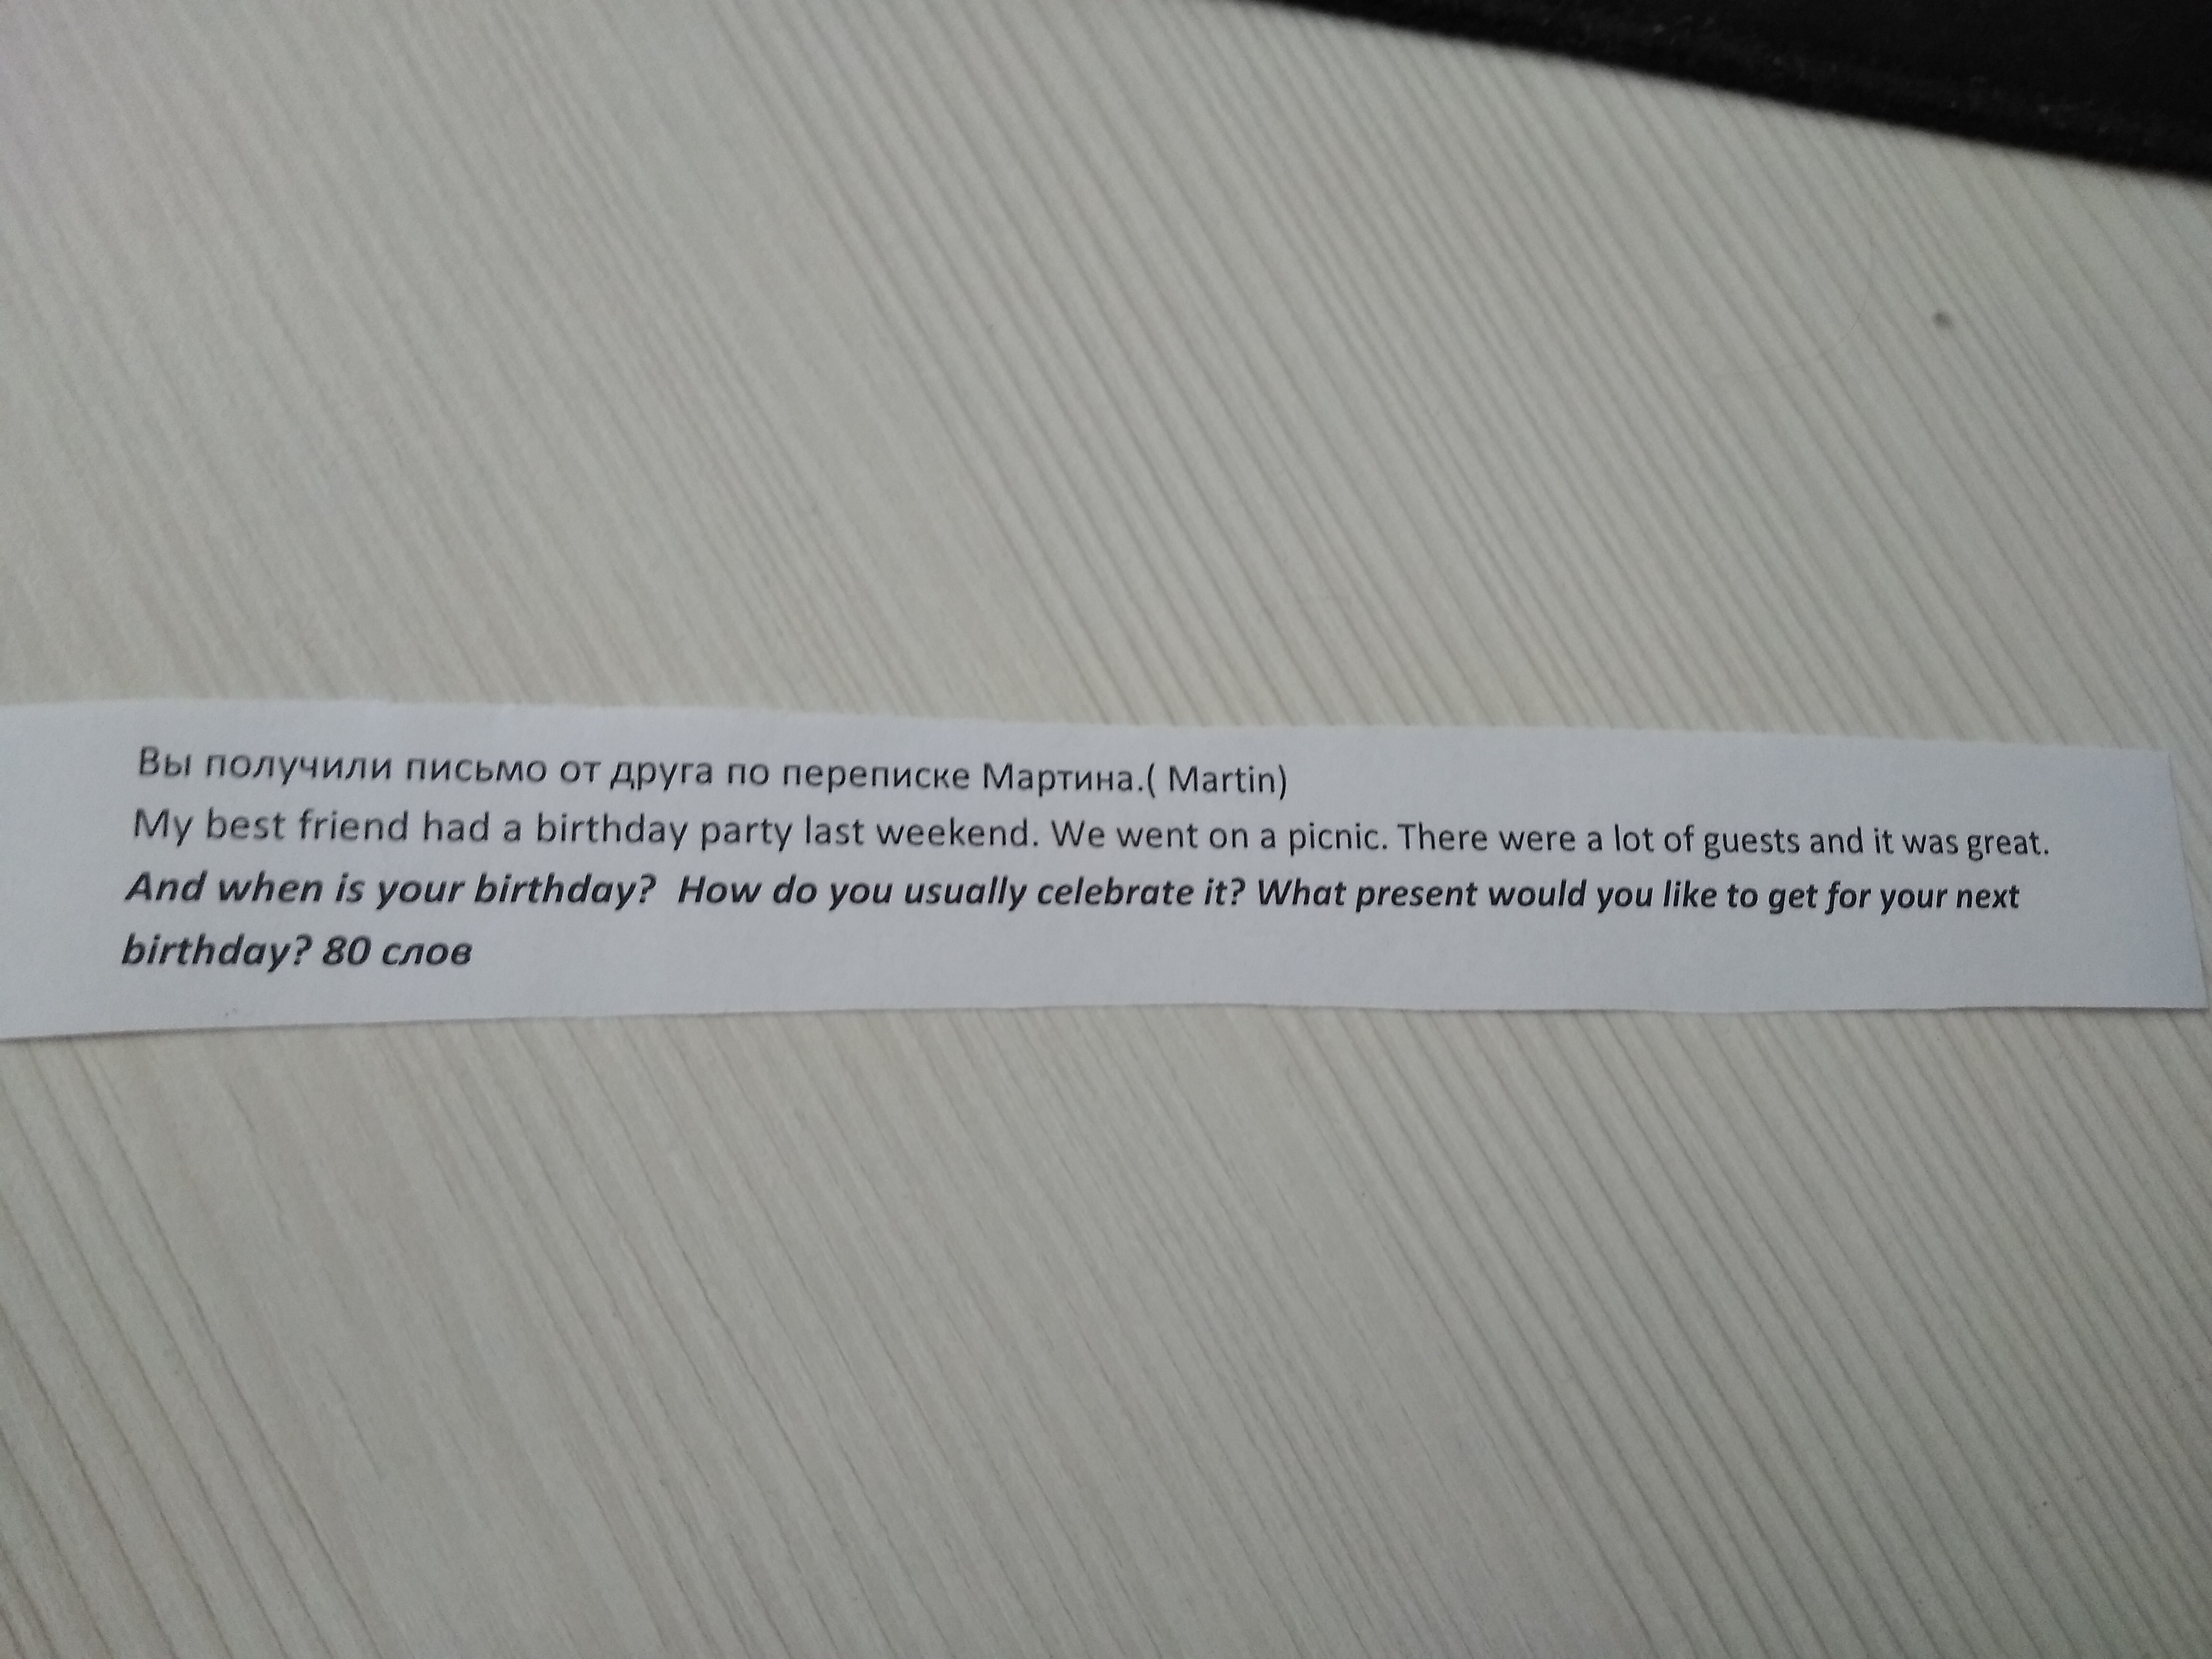 Вы получили письмо от друга по переписке Мартина.( Martin)
My best friend had a birthday party last weekend. We went on a picnic. There were a lot of guests and it was great.
And when is your birthday?  How do you usually celebrate it? What present would you like to get for your next
birthday? 80 слов